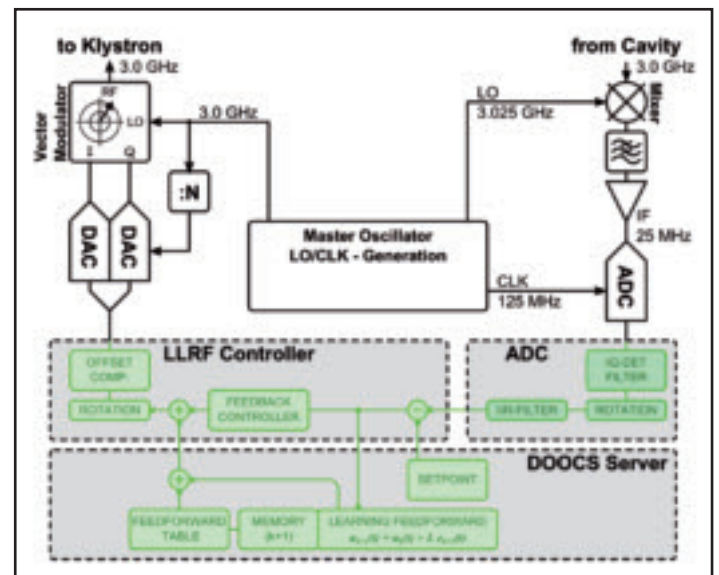 to Klystron
3.0 GHz
RF
LO
I Q
Vector
Modulator
3.0 GHz
:N
DAC
DAC
from Cavity
3.0 GHz
Mixer
LO
3.025 GHz
IF
25 MHz
Master Oscillator
LO/CLK - Generation
CLK
125 MHz
ADC
LLRF Controller
ADC
OFFSET
COMP.
IQ-DET
FILTER
ROTATION
FEEDBACK
CONTROLLER
IIR-FILTER
ROTATION
DOOCS Server
SETPOINT
FEEDFORWARD
TABLE
MEMORY
(k+1)
LEARNING FEEDFORWARD